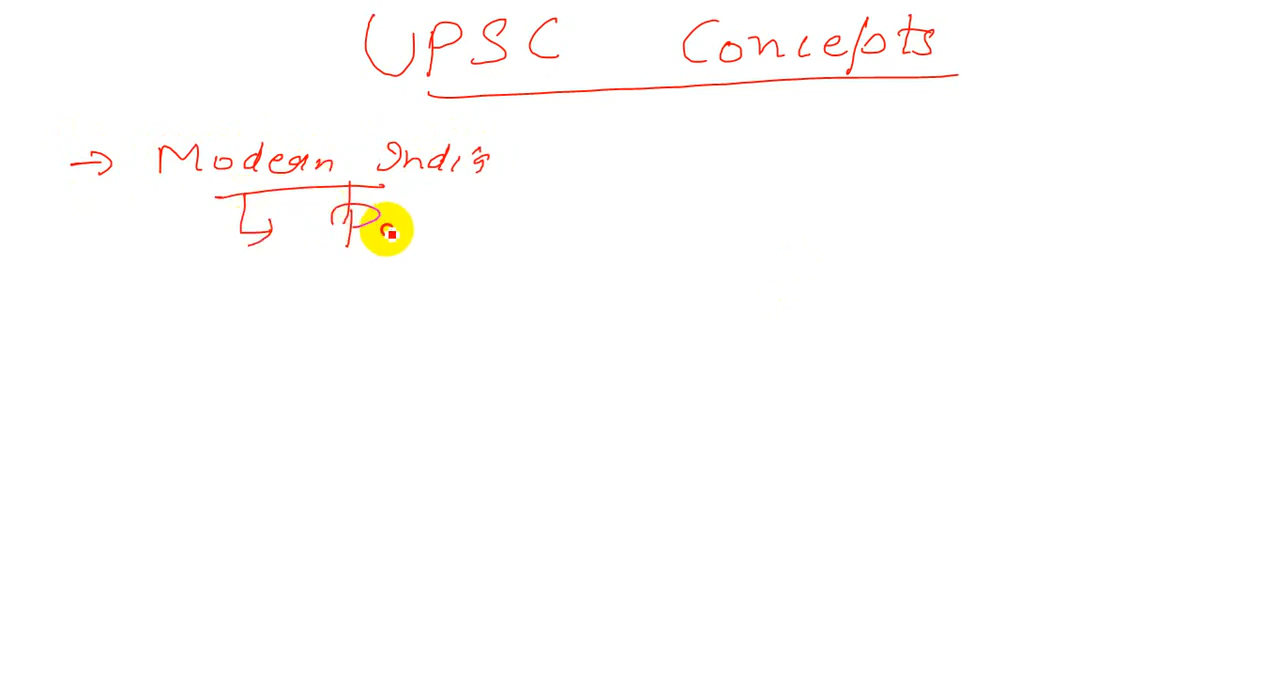 UPSC Concepts
→ Modern India